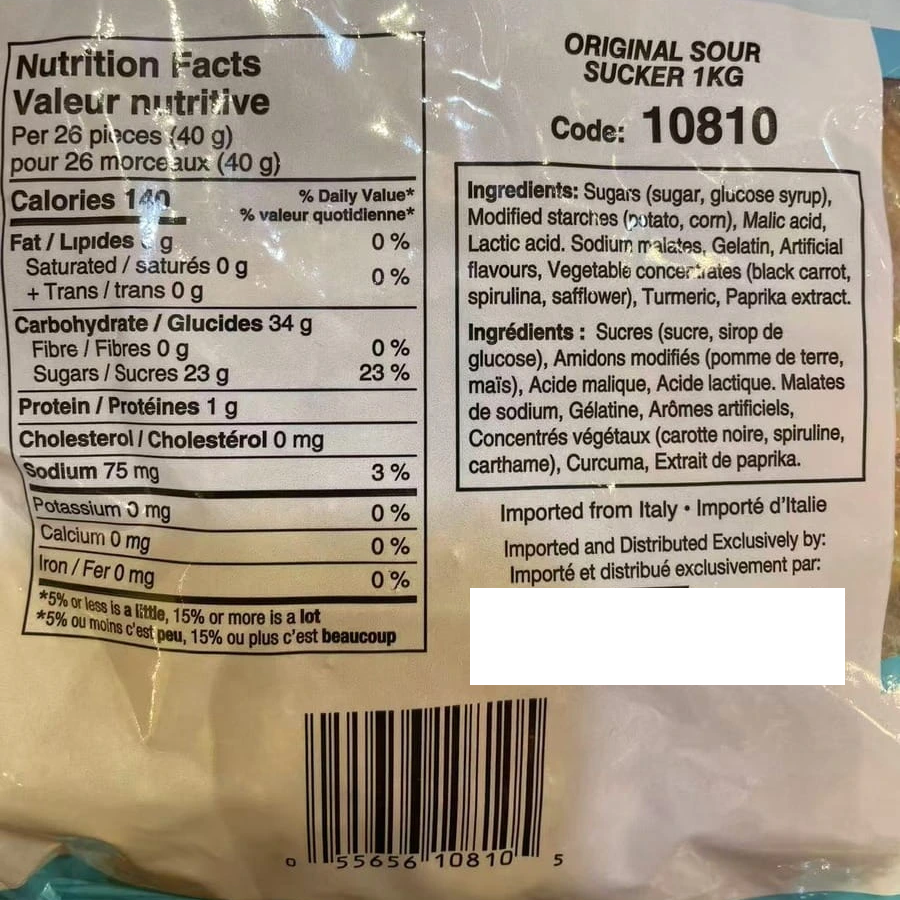 Nutrition Facts
Valeur nutritive
Per 26 pieces (40 g)
pour 26 morceaux (40 g)
Calories 140
% Daily Value*
% valeur quotidienne*
Fat / Lipides g 0 %
Saturated / saturés 0 g
+ Trans / trans 0 g
0 %
Carbohydrate / Glucides 34 g
Fibre / Fibres 0 g 0 %
Sugars / Sucres 23 g 23 %
Protein / Protéines 1 g
Cholesterol / Cholestérol 0 mg
Sodium 75 mg 3 %
Potassium 0 mg 0 %
Calcium 0 mg 0 %
Iron / Fer 0 mg 0 %
*5% or less is a little, 15% or more is a lot
*5% ou moins c'est peu, 15% ou plus c'est beaucoup
ORIGINAL SOUR
SUCKER 1KG
Code: 10810
Ingredients: Sugars (sugar, glucose syrup),
Modified starches (potato, corn), Malic acid,
Lactic acid. Sodium malates, Gelatin, Artificial
flavours, Vegetable concentrates (black carrot,
spirulina, safflower), Turmeric, Paprika extract.
Ingrédients : Sucres (sucre, sirop de
glucose), Amidons modifiés (pomme de terre,
maïs), Acide malique, Acide lactique. Malates
de sodium, Gélatine, Arômes artificiels,
Concentrés végétaux (carotte noire, spiruline,
carthame), Curcuma, Extrait de paprika.
Imported from Italy • Importé d'Italie
Imported and Distributed Exclusively by:
Importé et distribué exclusivement par:
0 55656 10810 5